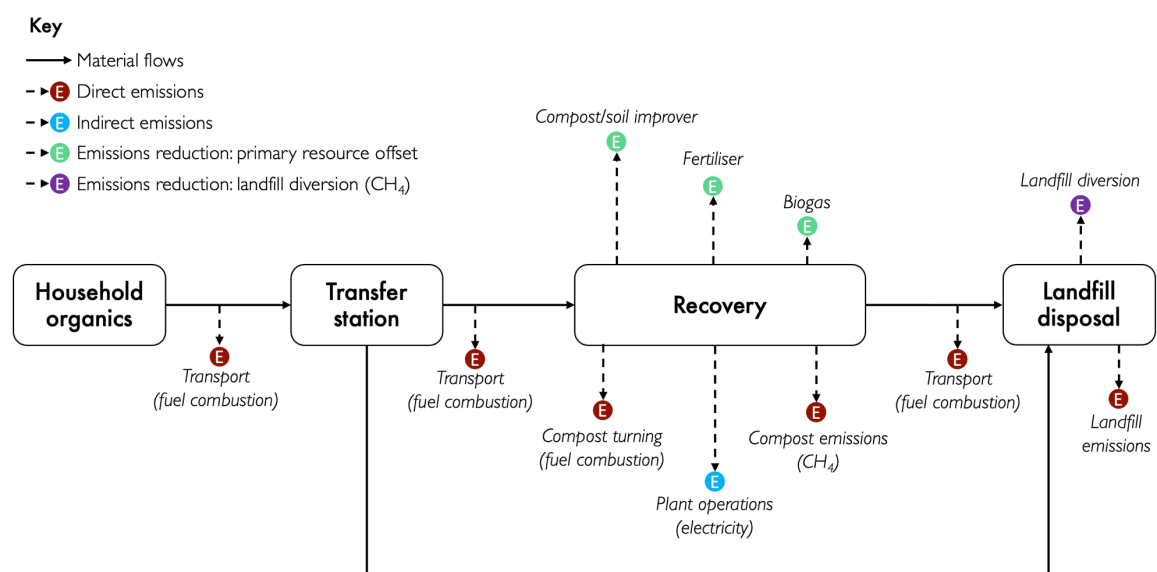 Key
Material flows
E Direct emissions
E Indirect emissions
E Emissions reduction: primary resource offset
E Emissions reduction: landfill diversion (CH₄)
Compost/soil improver
E
Fertiliser
E
Biogas
E
Landfill diversion
E
Household
organics
Transfer
station
Recovery
Landfill
disposal
E
Transport
(fuel combustion)
E
Transport
(fuel combustion)
E
Compost turning
(fuel combustion)
E
Plant operations
(electricity)
E
Compost emissions
(CH₄)
E
Transport
(fuel combustion)
E
Landfill
emissions